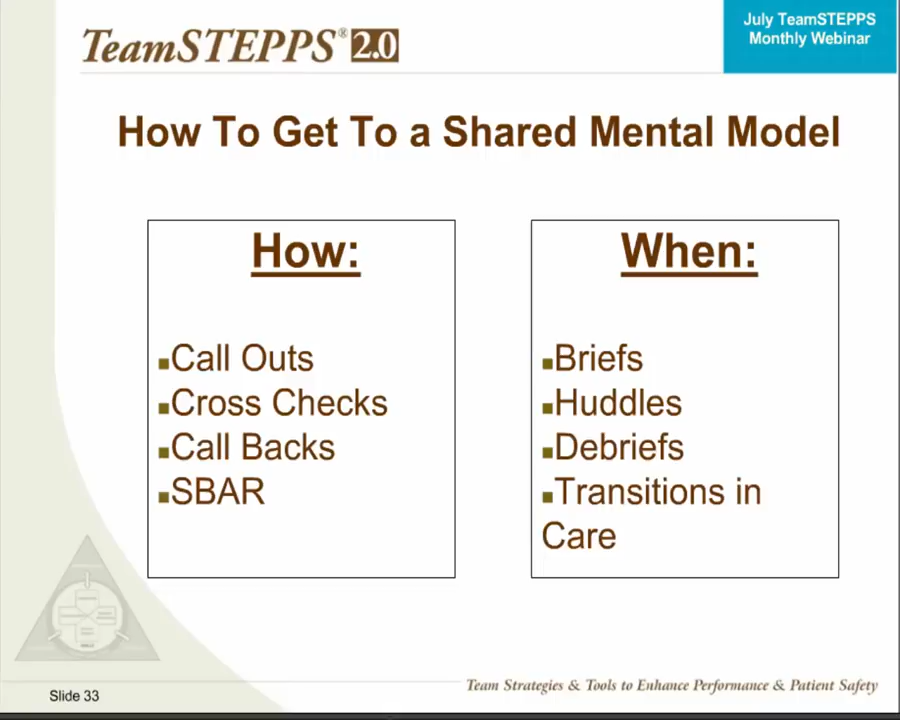 TeamSTEPPS® 2.0
July TeamSTEPPS
Monthly Webinar
How To Get To a Shared Mental Model
How:
▪Call Outs
▪Cross Checks
▪Call Backs
▪SBAR
When:
▪Briefs
▪Huddles
▪Debriefs
▪Transitions in
Care
Slide 33
Team Strategies & Tools to Enhance Performance & Patient Safety